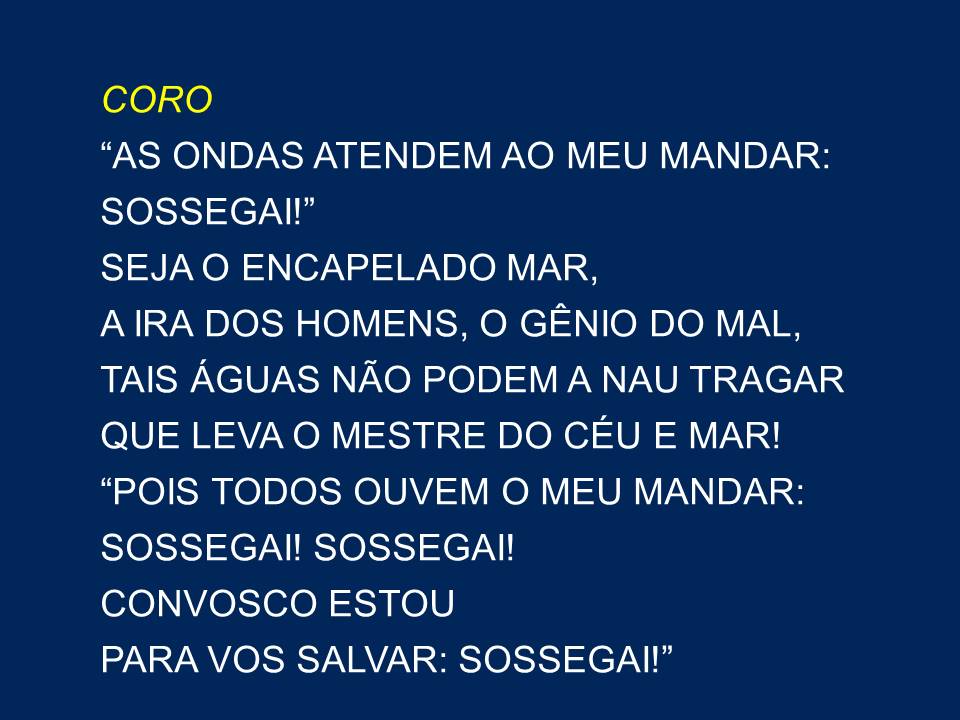 CORO
“AS ONDAS ATENDEM AO MEU MANDAR:
SOSSEGAI!”
SEJA O ENCAPELADO MAR,
A IRA DOS HOMENS, O GÊNIO DO MAL,
TAIS ÁGUAS NÃO PODEM A NAU TRAGAR
QUE LEVA O MESTRE DO CÉU E MAR!
“POIS TODOS OUVEM O MEU MANDAR:
SOSSEGAI! SOSSEGAI!
CONVOSCO ESTOU
PARA VOS SALVAR: SOSSEGAI!”